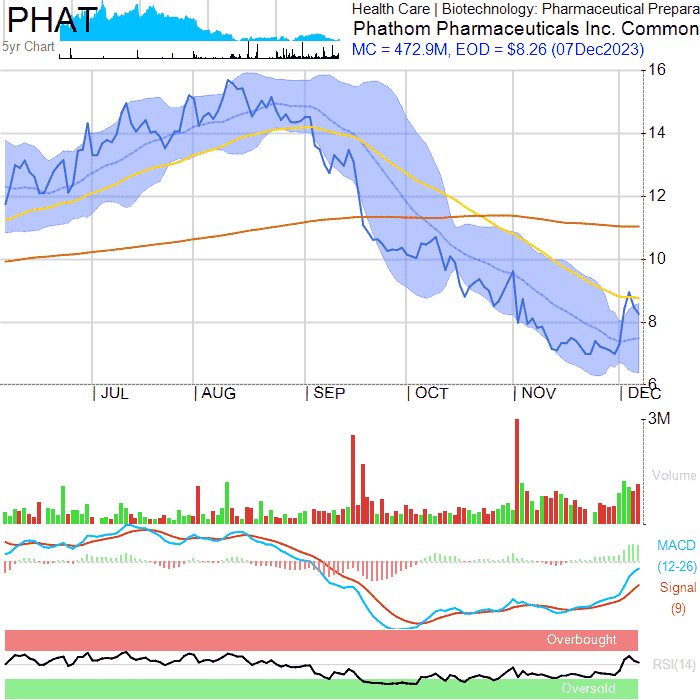 PHAT
Health Care | Biotechnology: Pharmaceutical Prepara
Phathom Pharmaceuticals Inc. Common
5yr Chart
MC = 472.9M, EOD = $8.26 (07Dec2023)
16
14
12
10
8
6
JUL AUG SEP OCT NOV DEC
3M
Volume
MACD
(12-26)
Signal
(9)
Overbought
RSI(14)
Oversold